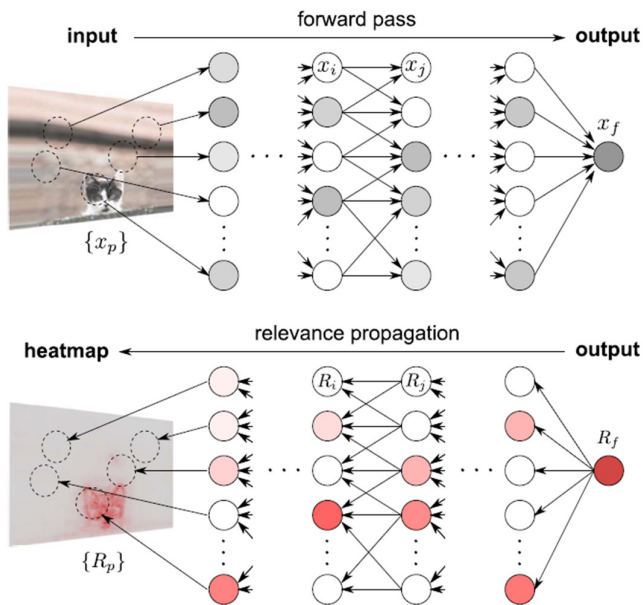 forward pass
input output
x_i x_j
x_f
{x_p}
relevance propagation
heatmap output
R_i R_j
R_f
{R_p}